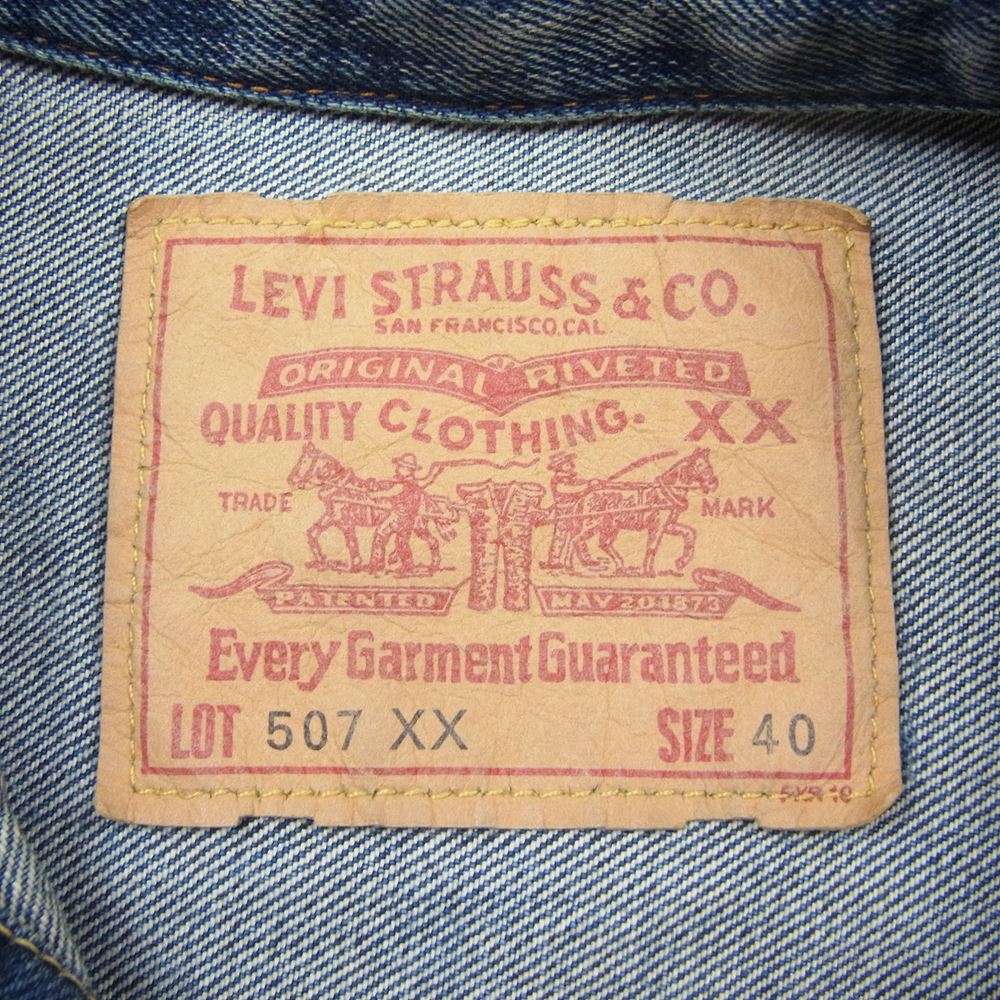 LEVI STRAUSS & CO.
SAN FRANCISCO, CAL
ORIGINAL RIVETED
QUALITY CLOTHING. XX
TRADE MARK
PATENTED MAY 20 1873
Every Garment Guaranteed
LOT 507 XX SIZE 40